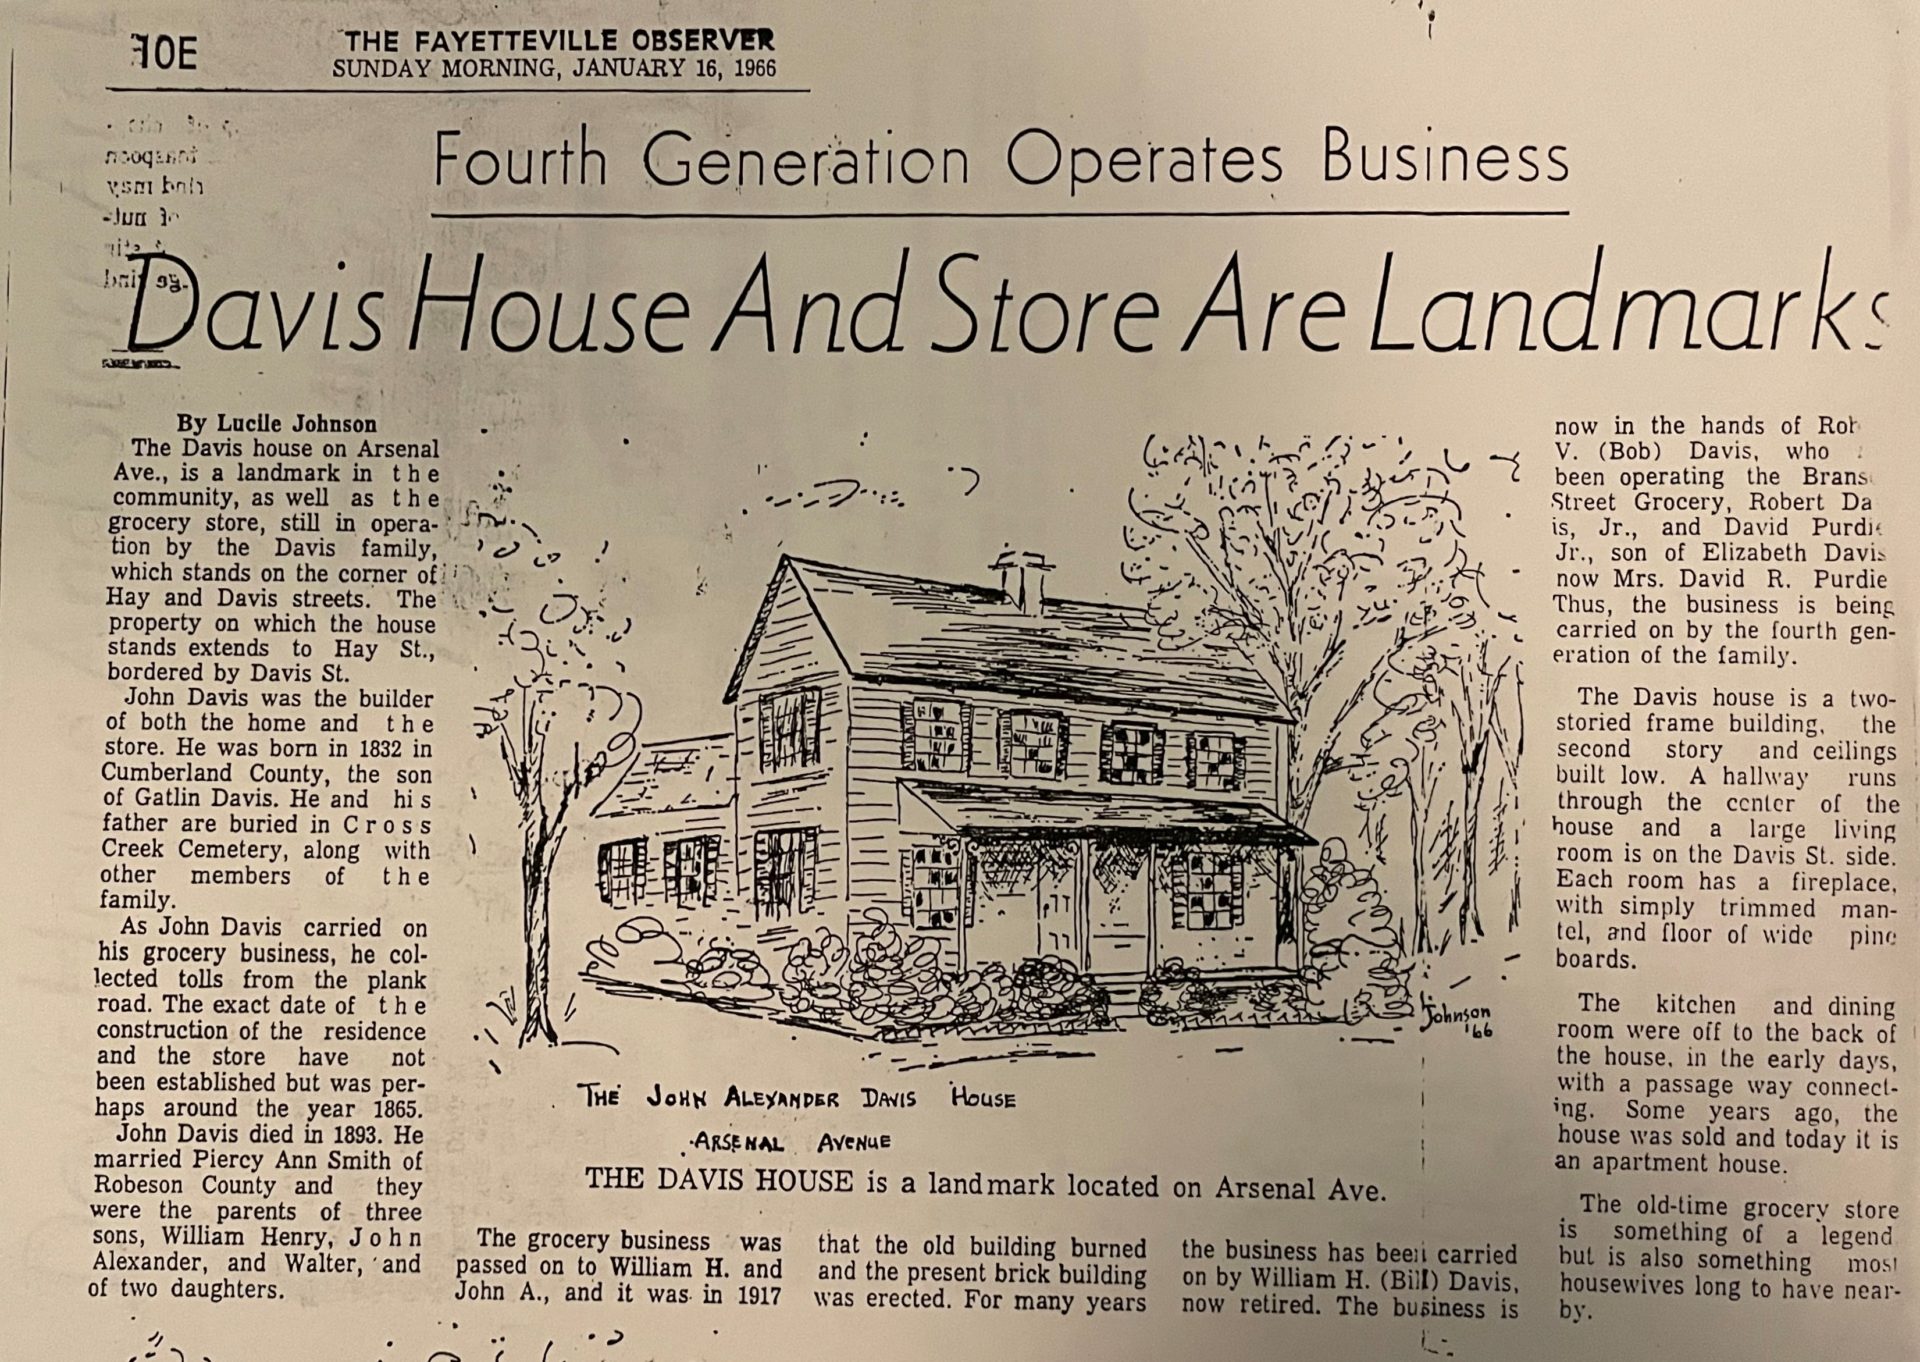 10E
THE FAYETTEVILLE OBSERVER
SUNDAY MORNING, JANUARY 16, 1966
Fourth Generation Operates Business
Davis House And Store Are Landmarks
By Lucile Johnson
The Davis house on Arsenal
Ave., is a landmark in the
community, as well as the
grocery store, still in opera-
tion by the Davis family,
which stands on the corner of
Hay and Davis streets. The
property on which the house
stands extends to Hay St.,
bordered by Davis St.
John Davis was the builder
of both the home and the
store. He was born in 1832 in
Cumberland County, the son
of Gatlin Davis. He and his
father are buried in Cross
Creek Cemetery, along with
other members of the
family.
As John Davis carried on
his grocery business, he col-
lected tolls from the plank
road. The exact date of the
construction of the residence
and the store have not
been established but was per-
haps around the year 1865.
John Davis died in 1893. He
married Piercy Ann Smith of
Robeson County and they
were the parents of three
sons, William Henry, John
Alexander, and Walter, and
of two daughters.
Johnson
'66
THE JOHN ALEXANDER DAVIS HOUSE
ARSENAL AVENUE
THE DAVIS HOUSE is a landmark located on Arsenal Ave.
The grocery business was
passed on to William H. and
John A., and it was in 1917
that the old building burned
and the present brick building
was erected. For many years
the business has been carried
on by William H. (Bill) Davis,
now retired. The business is
now in the hands of Rob
V. (Bob) Davis, who
been operating the Brans
Street Grocery, Robert Da
is, Jr., and David Purdie
Jr., son of Elizabeth Davis
now Mrs. David R. Purdie
Thus, the business is being
carried on by the fourth gen-
eration of the family.
The Davis house is a two-
storied frame building, the
second story and ceilings
built low. A hallway runs
through the center of the
house and a large living
room is on the Davis St. side.
Each room has a fireplace,
with simply trimmed man-
tel, and floor of wide pine
boards.
The kitchen and dining
room were off to the back of
the house, in the early days,
with a passage way connect-
ing. Some years ago, the
house was sold and today it is
an apartment house.
The old-time grocery store
is something of a legend
but is also something most
housewives long to have near-
by.